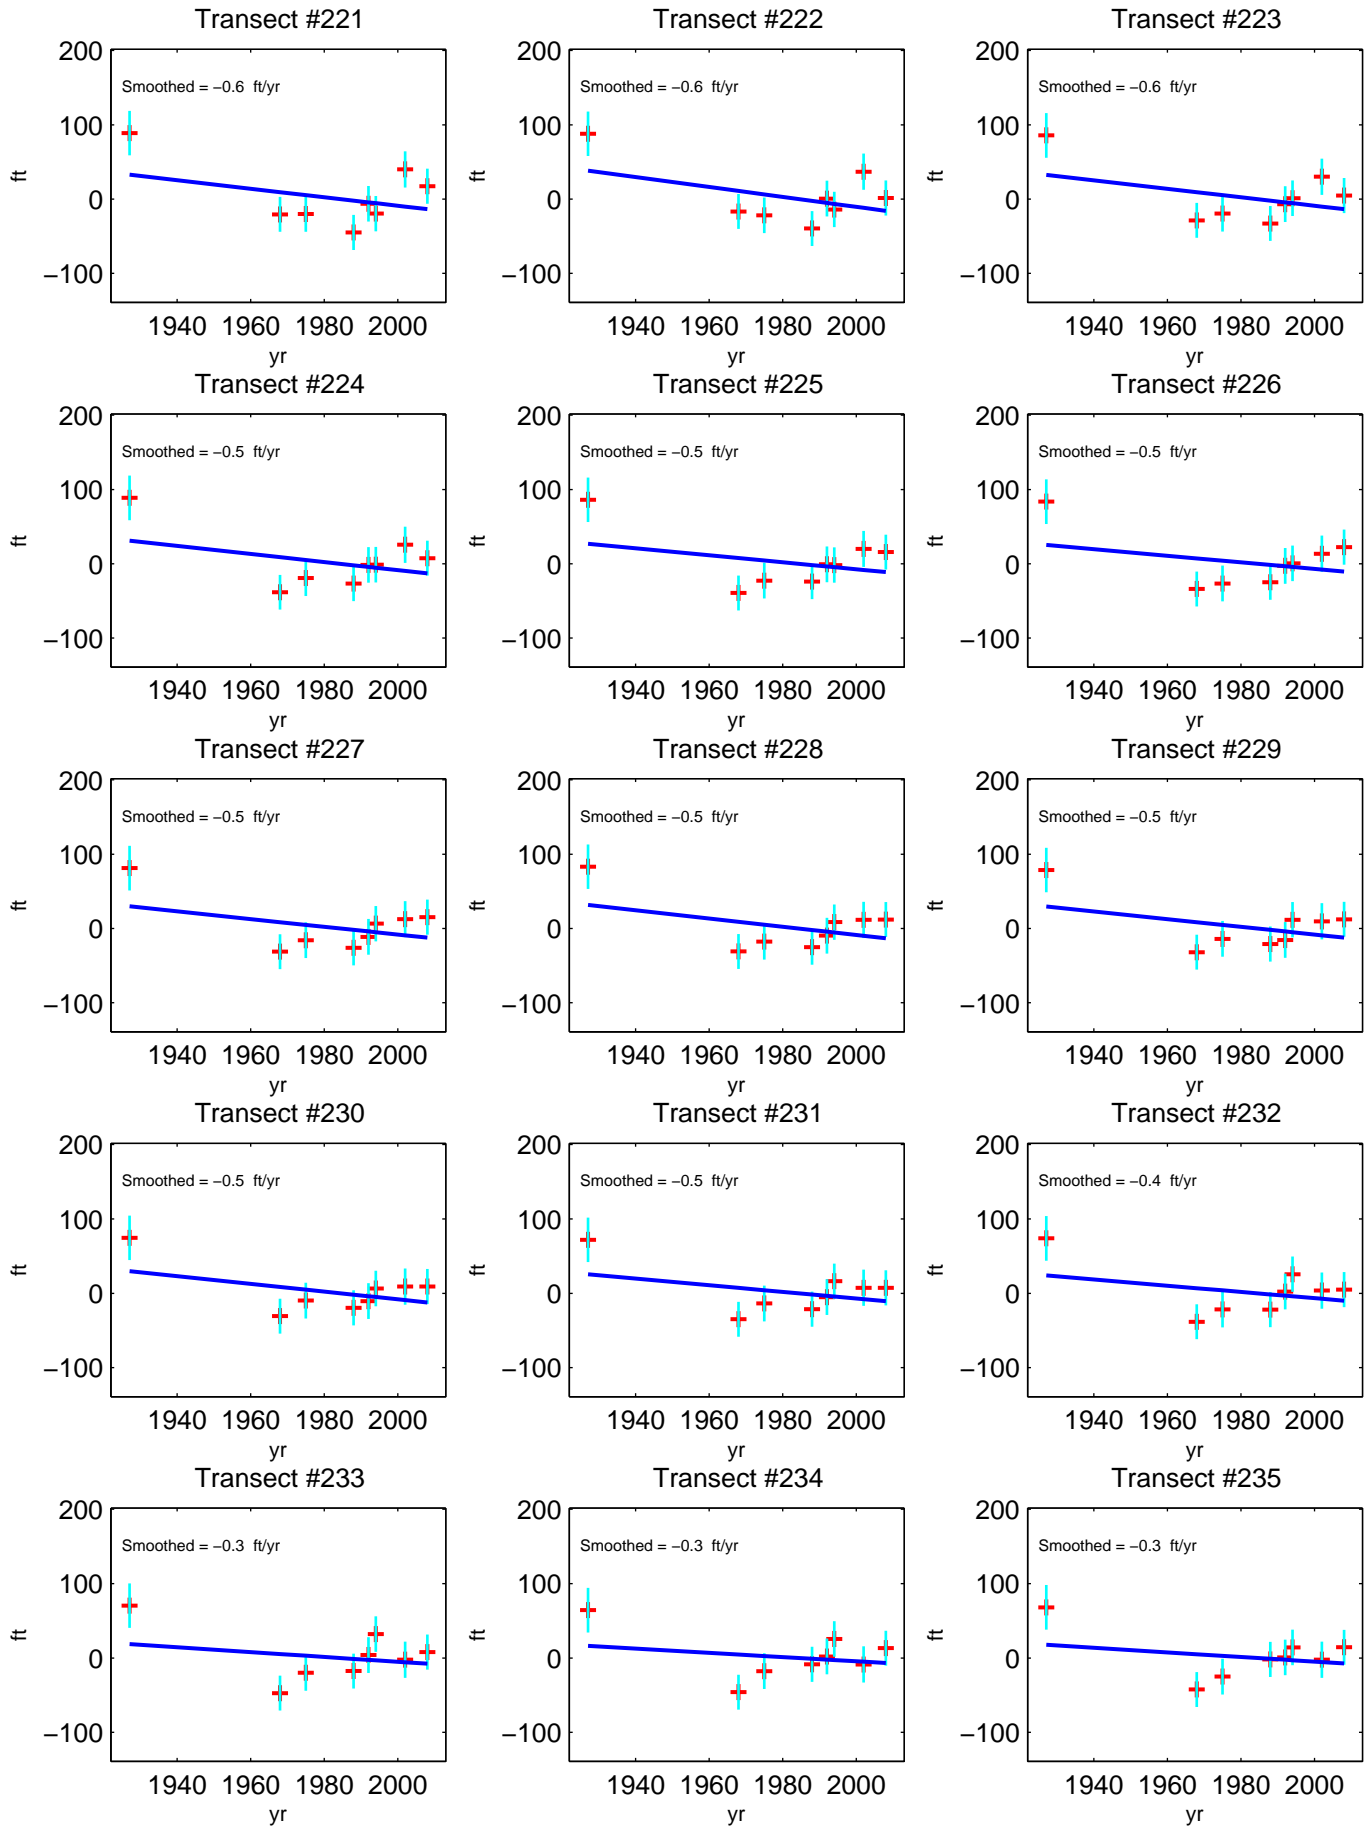 Transect #221 Transect #222 Transect #223
200 200 200
Smoothed = −0.6 ft/yr Smoothed = −0.6 ft/yr Smoothed = −0.6 ft/yr
100 100 100
ft ft ft
0 0 0
−100 −100 −100
1940 1960 1980 2000 1940 1960 1980 2000 1940 1960 1980 2000
yr yr yr
Transect #224 Transect #225 Transect #226
200 200 200
Smoothed = −0.5 ft/yr Smoothed = −0.5 ft/yr Smoothed = −0.5 ft/yr
100 100 100
ft ft ft
0 0 0
−100 −100 −100
1940 1960 1980 2000 1940 1960 1980 2000 1940 1960 1980 2000
yr yr yr
Transect #227 Transect #228 Transect #229
200 200 200
Smoothed = −0.5 ft/yr Smoothed = −0.5 ft/yr Smoothed = −0.5 ft/yr
100 100 100
ft ft ft
0 0 0
−100 −100 −100
1940 1960 1980 2000 1940 1960 1980 2000 1940 1960 1980 2000
yr yr yr
Transect #230 Transect #231 Transect #232
200 200 200
Smoothed = −0.5 ft/yr Smoothed = −0.5 ft/yr Smoothed = −0.4 ft/yr
100 100 100
ft ft ft
0 0 0
−100 −100 −100
1940 1960 1980 2000 1940 1960 1980 2000 1940 1960 1980 2000
yr yr yr
Transect #233 Transect #234 Transect #235
200 200 200
Smoothed = −0.3 ft/yr Smoothed = −0.3 ft/yr Smoothed = −0.3 ft/yr
100 100 100
ft ft ft
0 0 0
−100 −100 −100
1940 1960 1980 2000 1940 1960 1980 2000 1940 1960 1980 2000
yr yr yr